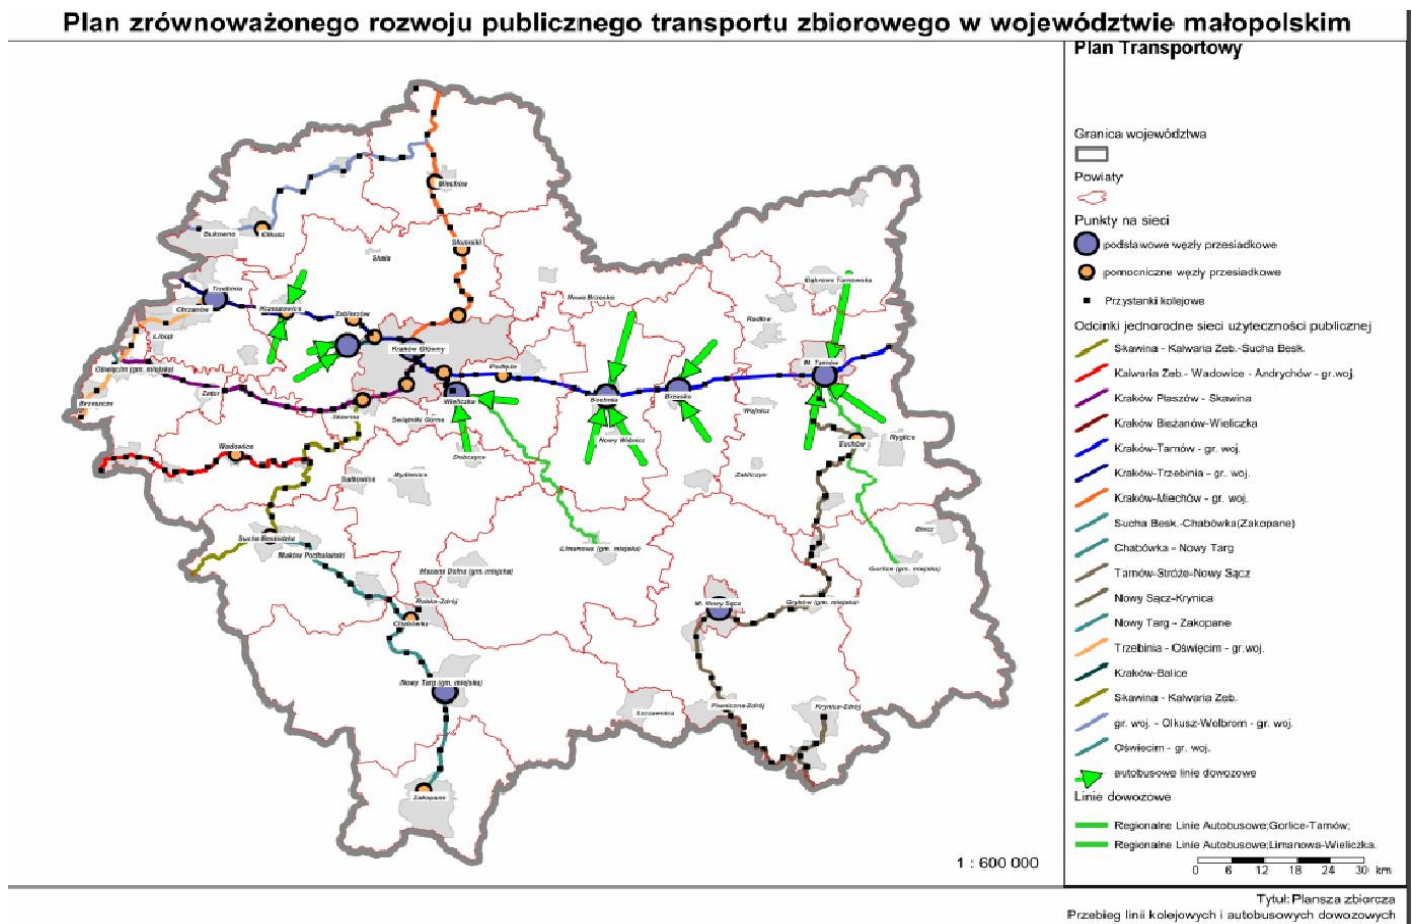 Plan zrównoważonego rozwoju publicznego transportu zbiorowego w województwie małopolskim
Plan Transportowy
Granica województwa
Powiaty
Punkty na sieci
podstawowe węzły przesiadkowe
pomocniczne węzły przesiadkowe
Przystanki kolejowe
Odcinki jednorodne sieci użyteczności publicznej
Skawina - Kalwaria Zeb.-Sucha Besk.
Kalwaria Zeb.- Wadowice - Andrychów - gr.woj.
Kraków Płaszów - Skawina
Kraków Bieżanów-Wieliczka
Kraków-Tarnów - gr. woj.
Kraków-Trzebinia - gr. woj.
Kraków-Miechów - gr. woj.
Sucha Besk.-Chabówka(Zakopane)
Chabówka - Nowy Targ
Tarnów-Stróże-Nowy Sącz
Nowy Sącz-Krynica
Nowy Targ - Zakopane
Trzebinia - Oświęcim - gr.woj.
Kraków-Balice
Skawina - Kalwaria Zeb.
gr. woj. - Olkusz-Wolbrom - gr. woj.
Oświecim - gr. woj.
autobusowe linie dowozowe
Linie dowozowe
Regionalne Linie Autobusowe;Gorlice-Tarnów;
Regionalne Linie Autobusowe;Limanowa-Wieliczka.
0 6 12 18 24 30 km
1 : 600 000
Tytuł: Plansza zbiorcza
Przebieg linii kolejowych i autobusowych dowozowych
Miechów
Bukowno
Olkusz
Słomniki
Skała
Trzebinia
Chrzanów
Krzeszowice
Zabierzów
Nowe Brzesko
Dąbrowa Tarnowska
Radłów
Libiąż
Kraków Główny
Oświęcim (gm. miejska)
Podłęże
M. Tarnów
Brzeszcze
Zator
Wieliczka
Bochnia
Brzesko
Skawina
Świątniki Górne
Wojnicz
Nowy Wiśnicz
Tuchów
Ryglice
Wadowice
Dobczyce
Sułkowice
Myślenice
Zakliczyn
Biecz
Sucha Beskidzka
Maków Podhalański
Limanowa (gm. miejska)
Gorlice (gm. miejska)
Mszana Dolna (gm. miejska)
Rabka-Zdrój
Chabówka
M. Nowy Sącz
Grybów (gm. miejska)
Nowy Targ (gm. miejska)
Szczawnica
Piwniczna-Zdrój
Krynica-Zdrój
Zakopane